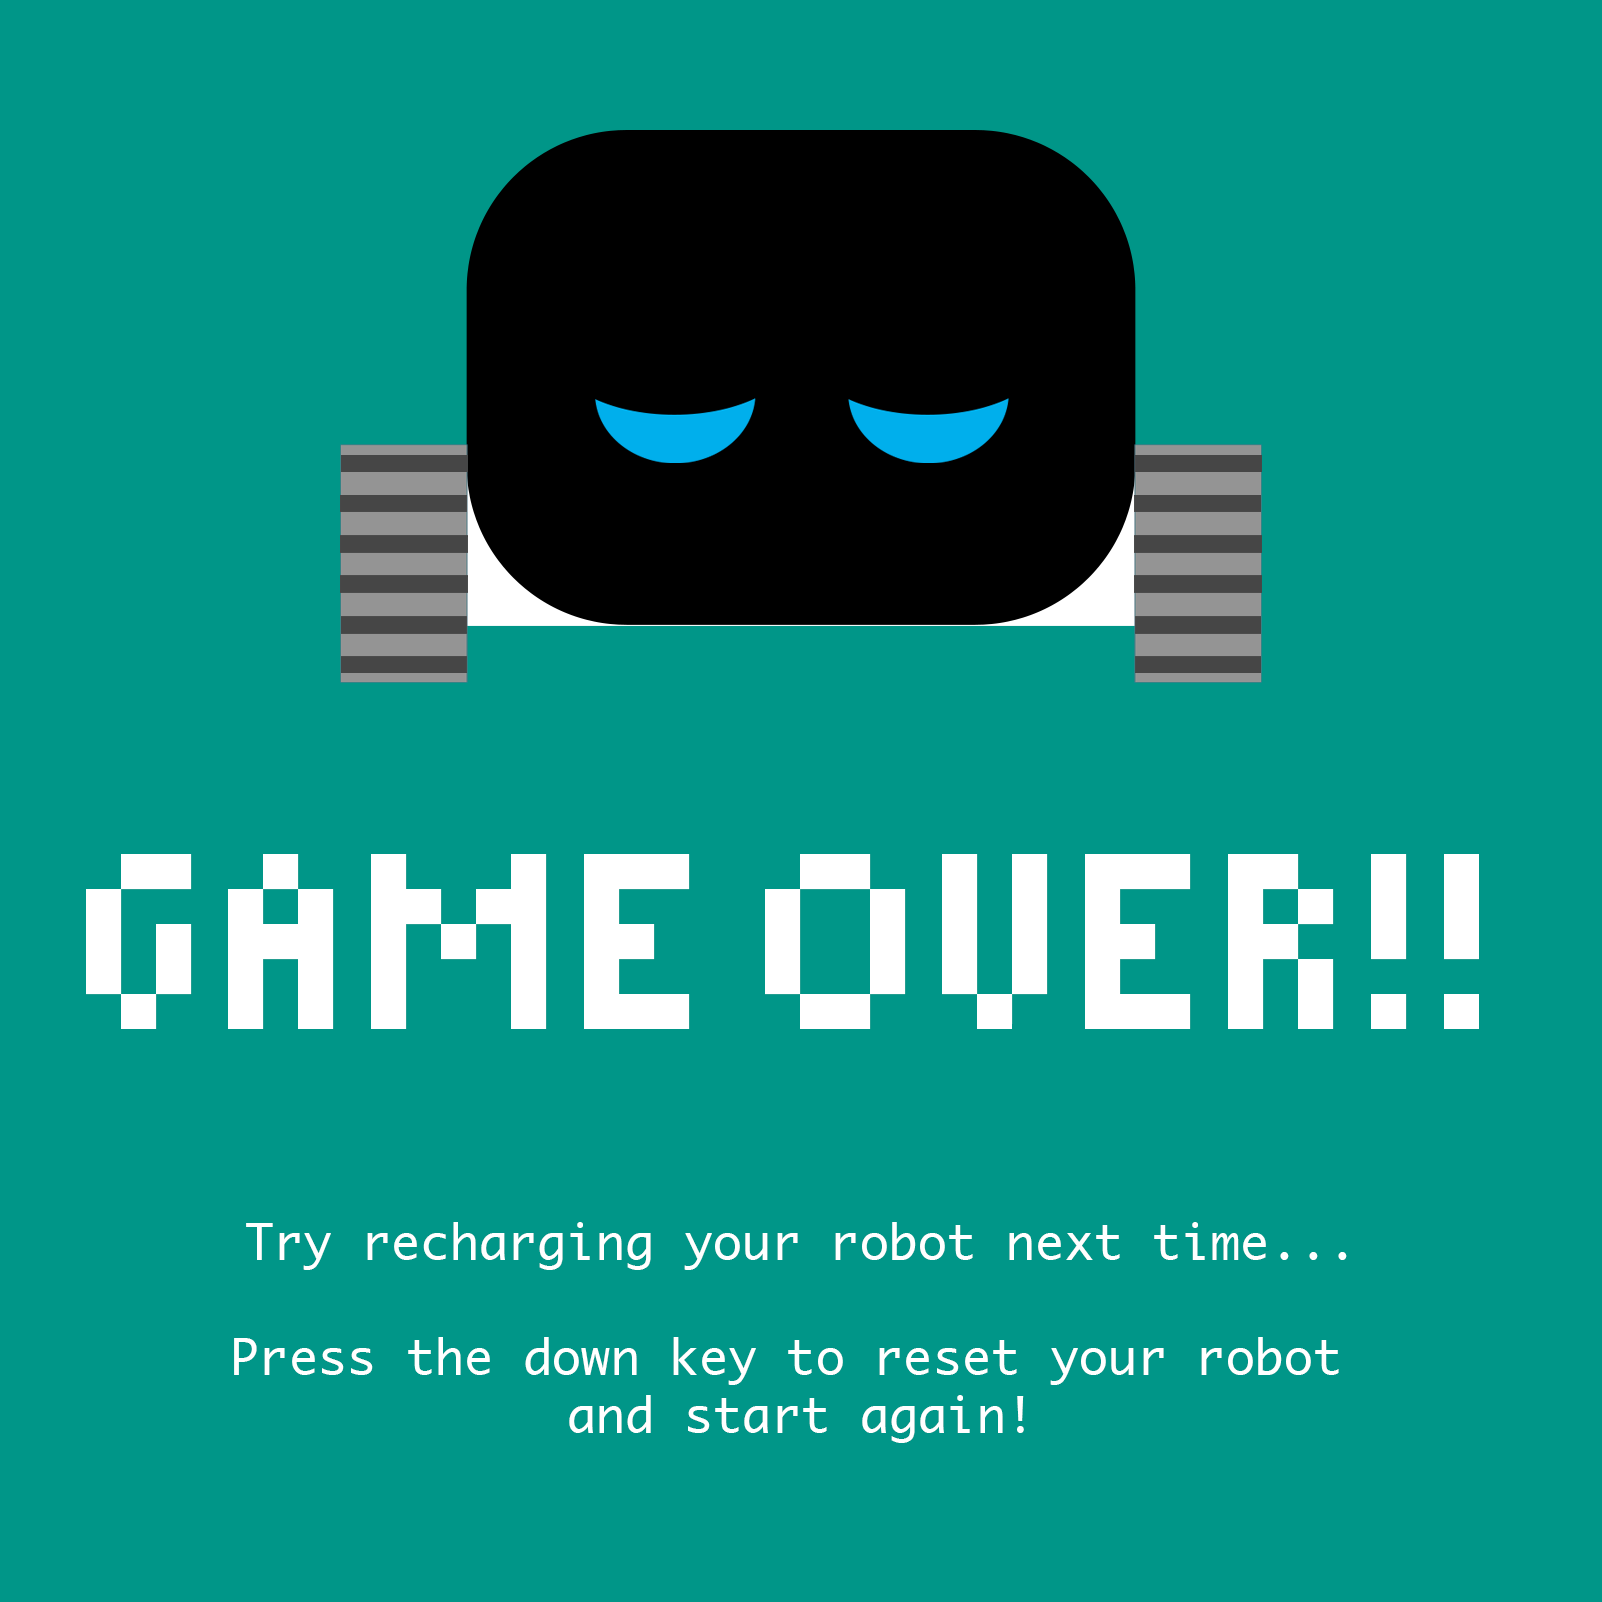 GAME OVER!!
Try recharging your robot next time...
Press the down key to reset your robot
and start again!